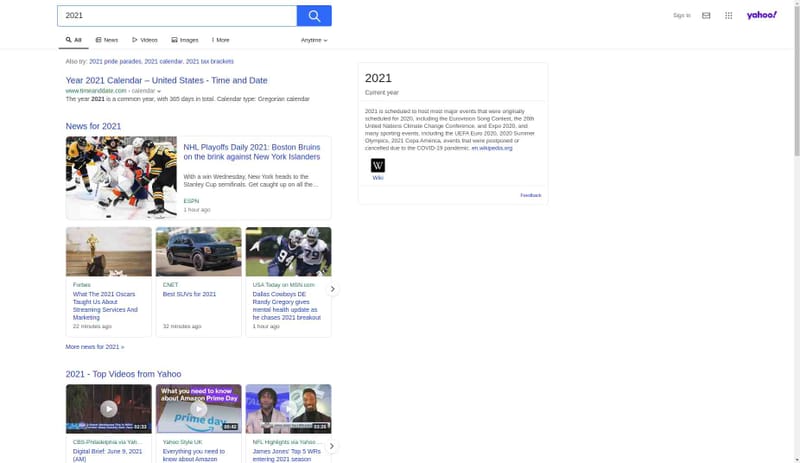 2021
Sign In
yahoo!
All
News
Videos
Images
More
Anytime
Also try: 2021 pride parades, 2021 calendar, 2021 tax brackets
Year 2021 Calendar – United States - Time and Date
www.timeanddate.com › calendar
The year 2021 is a common year, with 365 days in total. Calendar type: Gregorian calendar
News for 2021
NHL Playoffs Daily 2021: Boston Bruins
on the brink against New York Islanders
With a win Wednesday, New York heads to the
Stanley Cup semifinals. Get caught up on all the...
ESPN
1 hour ago
Forbes
What The 2021 Oscars
Taught Us About
Streaming Services And
Marketing
22 minutes ago
CNET
Best SUVs for 2021
32 minutes ago
USA Today on MSN.com
Dallas Cowboys DE
Randy Gregory gives
mental health update as
he chases 2021 breakout
1 hour ago
More news for 2021 »
2021 - Top Videos from Yahoo
02:33
CBS-Philadelphia via Yah...
Digital Brief: June 9, 2021
(AM)
What you need to know
about Amazon Prime Day
prime day
00:42
Yahoo Style UK
Everything you need to
know about Amazon
03:28
NFL Highlights via Yahoo ...
James Jones' Top 5 WRs
entering 2021 season
2021
Current year
2021 is scheduled to host most major events that were originally
scheduled for 2020, including the Eurovision Song Contest, the 26th
United Nations Climate Change Conference, and Expo 2020, and
many sporting events, including the UEFA Euro 2020, 2020 Summer
Olympics, 2021 Copa America, events that were postponed or
cancelled due to the COVID-19 pandemic. en.wikipedia.org
W
Wiki
Feedback